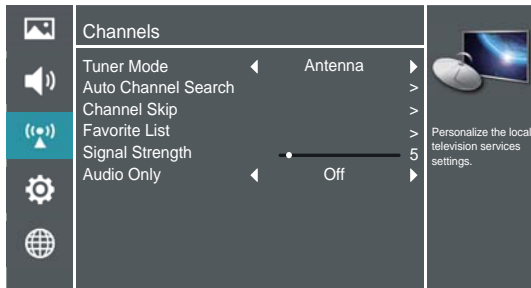 Channels
Tuner Mode Antenna
Auto Channel Search >
Channel Skip >
Favorite List >
Signal Strength 5
Audio Only Off
Personalize the local
television services
settings.